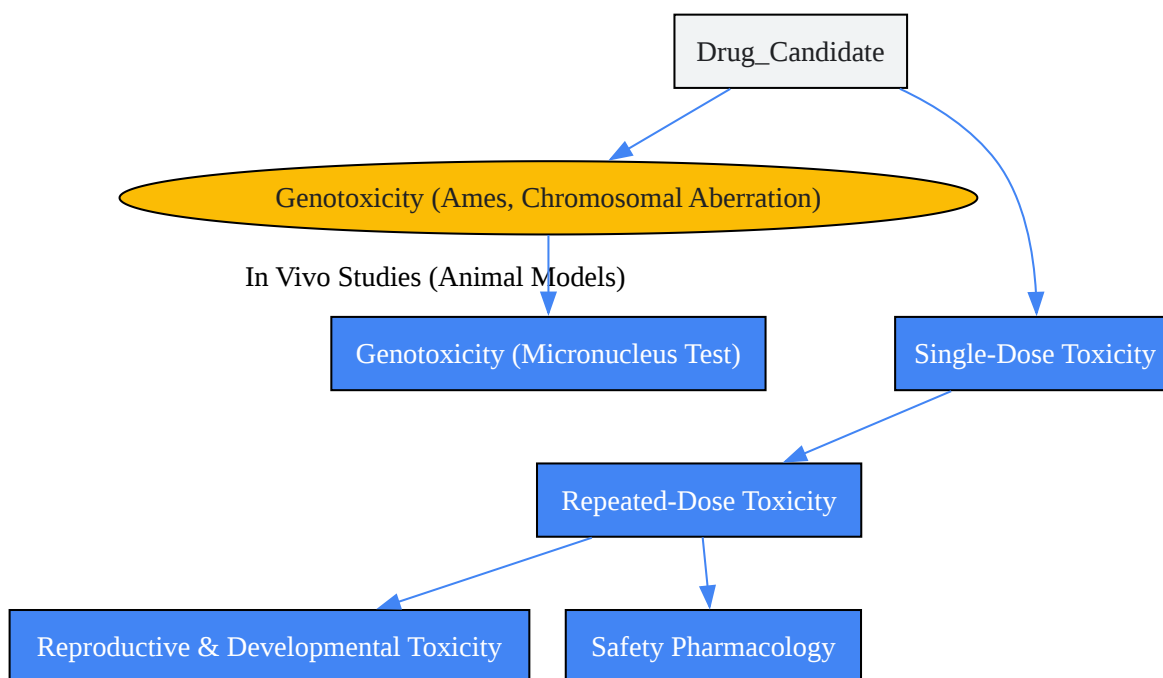 Drug_Candidate
Genotoxicity (Ames, Chromosomal Aberration)
In Vivo Studies (Animal Models)
Genotoxicity (Micronucleus Test)
Single-Dose Toxicity
Repeated-Dose Toxicity
Reproductive & Developmental Toxicity
Safety Pharmacology